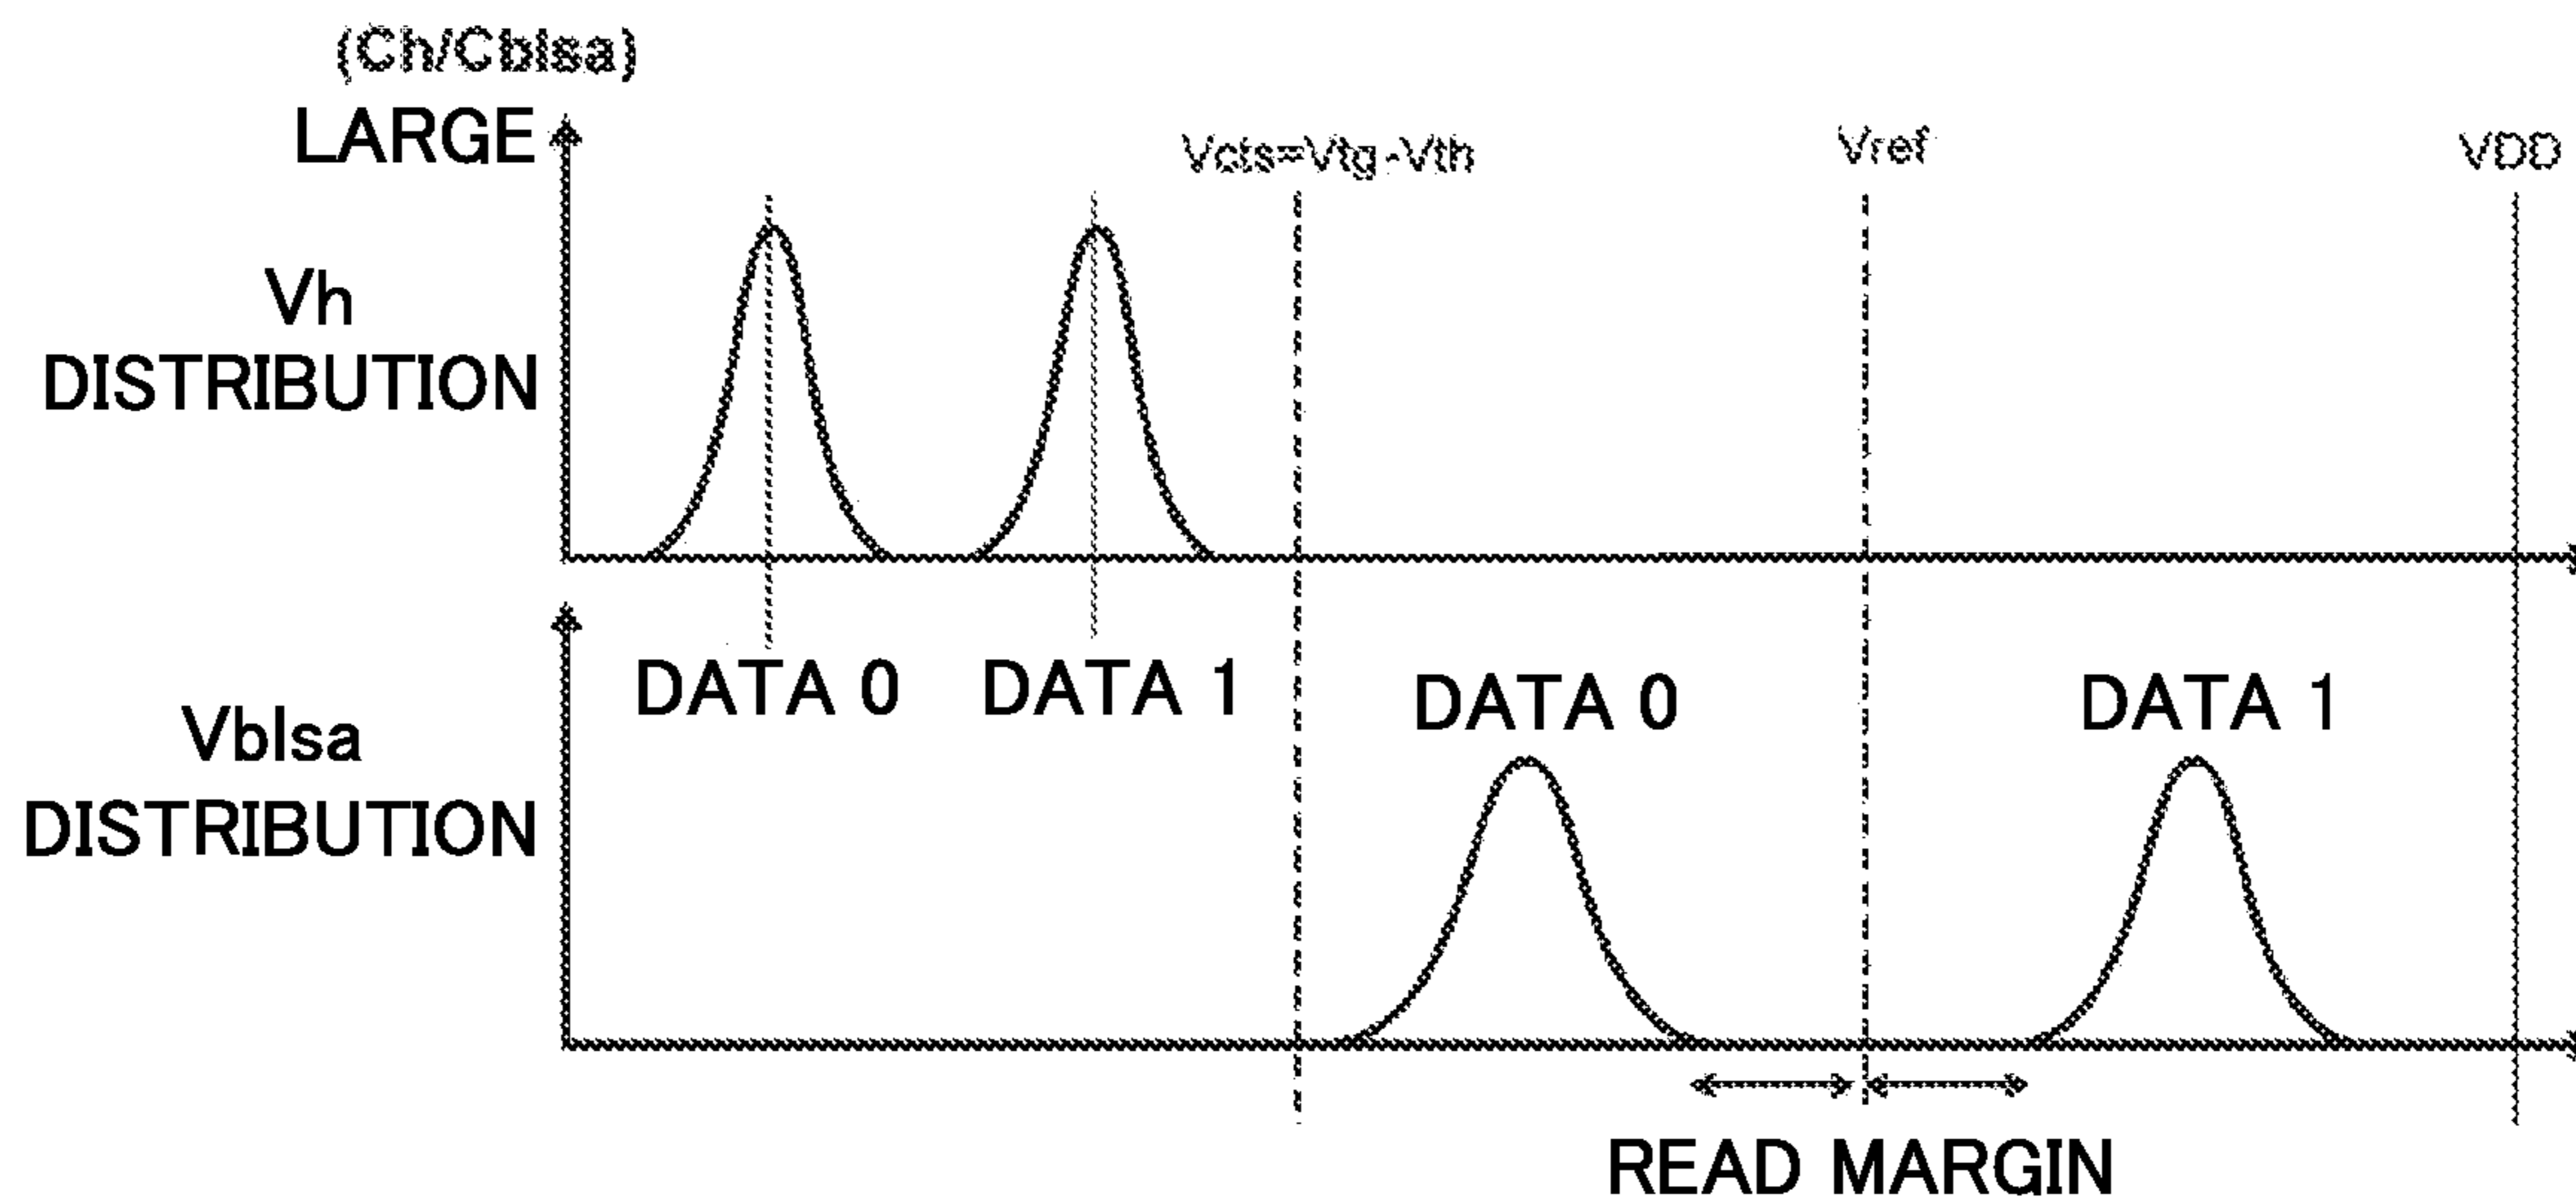 (Ch/Cblsa)
LARGE
Vcts=Vtg-Vth
Vref
VDD
Vh
DISTRIBUTION
DATA 0
DATA 1
Vblsa
DISTRIBUTION
DATA 0
DATA 1
READ MARGIN